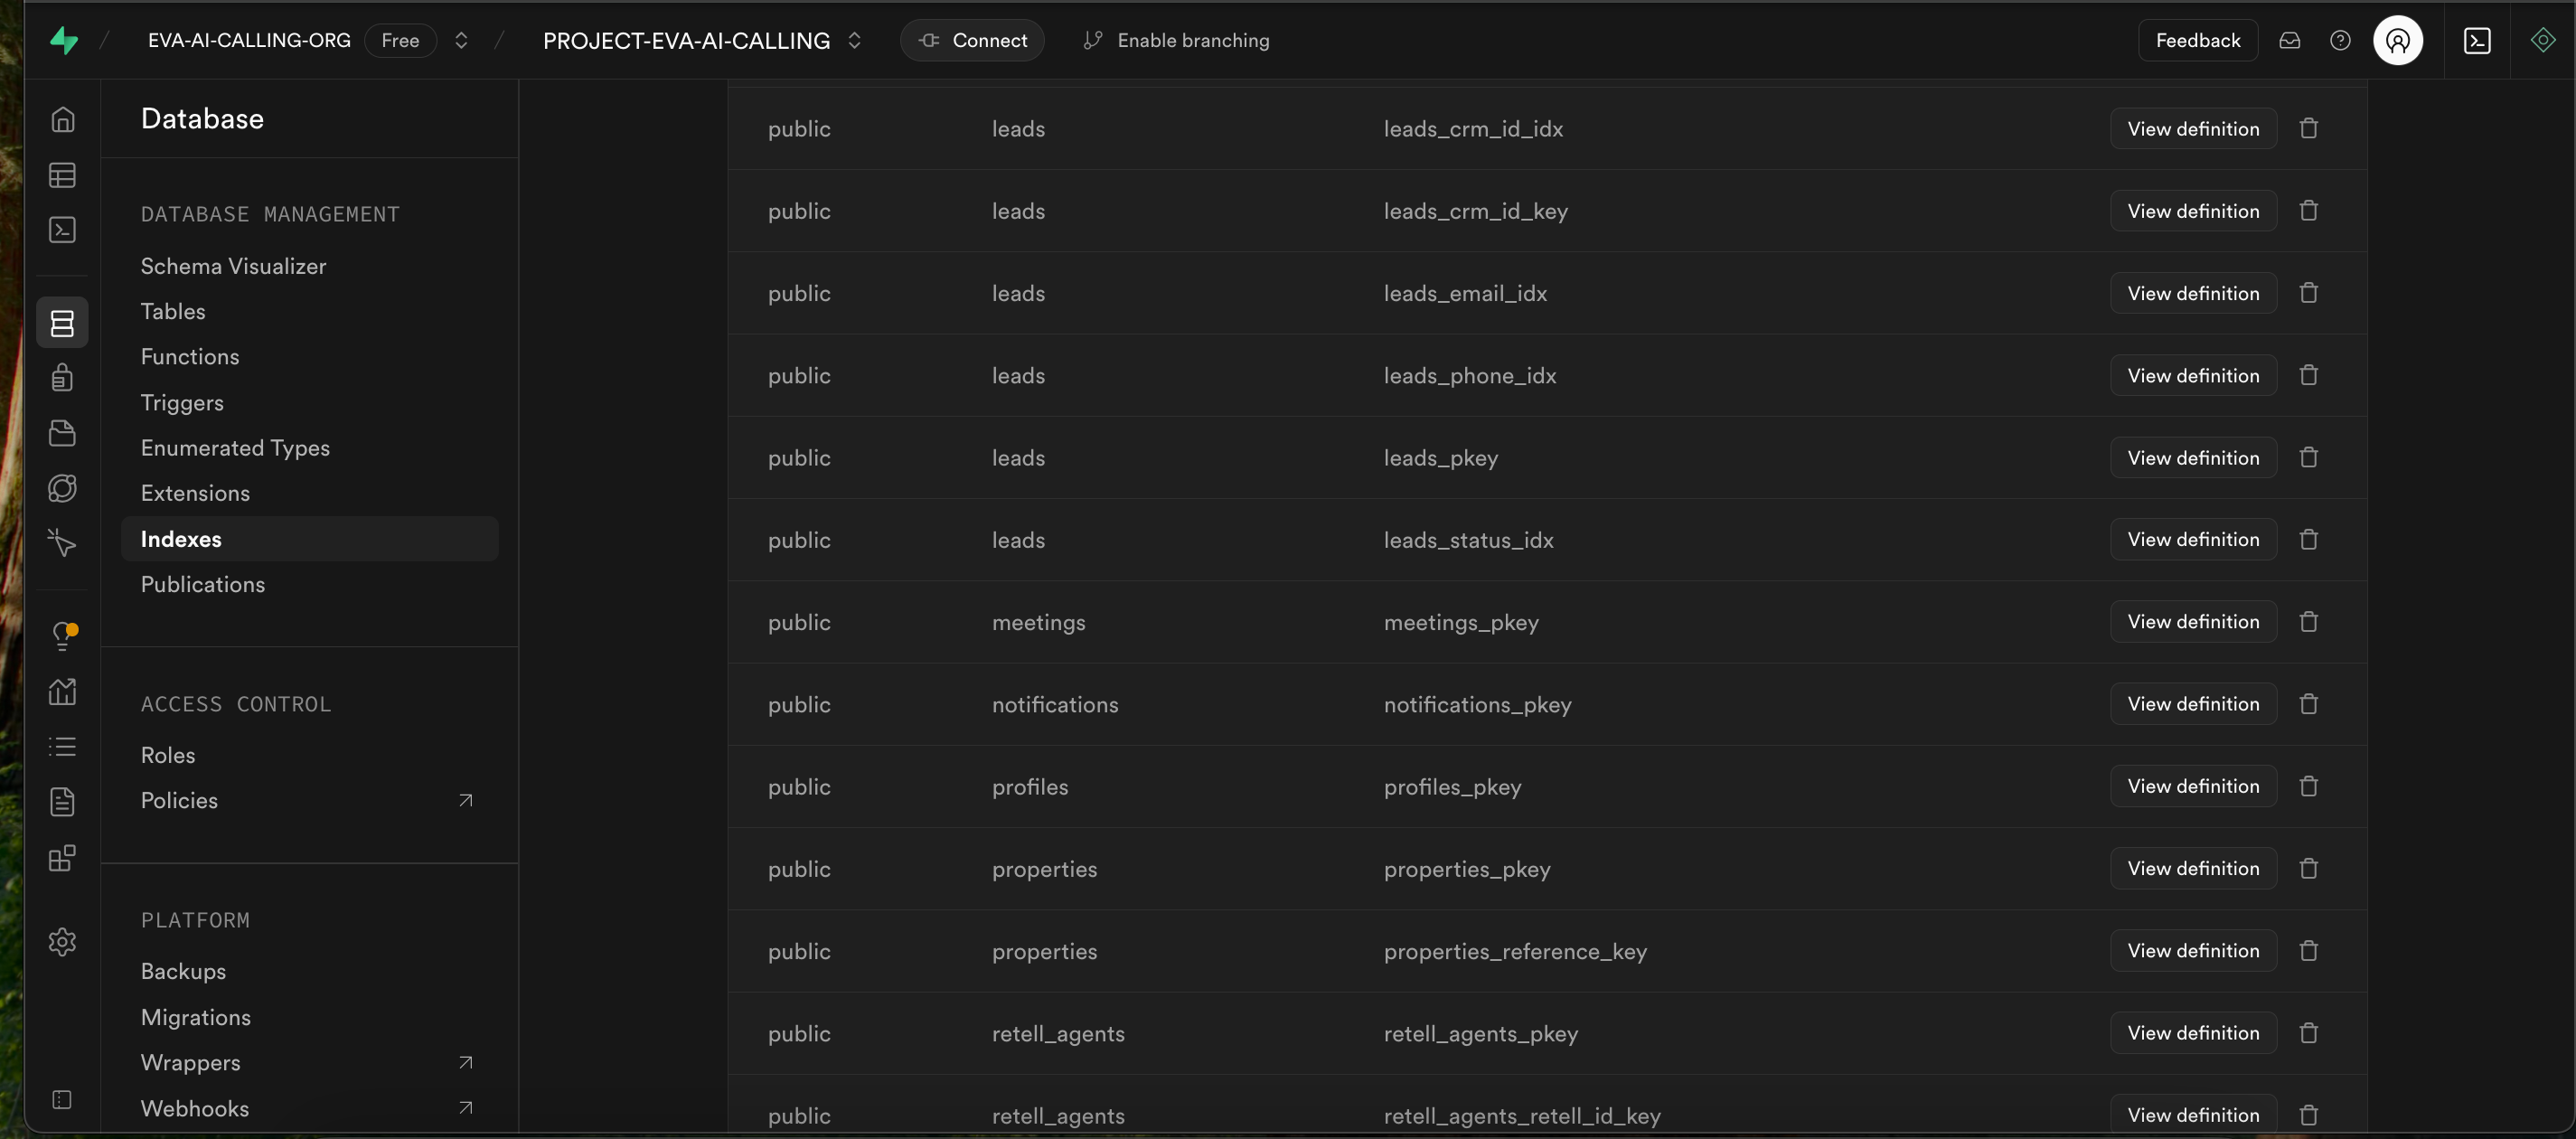 EVA-AI-CALLING-ORG Free PROJECT-EVA-AI-CALLING Connect Enable branching Feedback
Database
DATABASE MANAGEMENT
Schema Visualizer
Tables
Functions
Triggers
Enumerated Types
Extensions
Indexes
Publications
ACCESS CONTROL
Roles
Policies
PLATFORM
Backups
Migrations
Wrappers
Webhooks
public leads leads_crm_id_idx View definition
public leads leads_crm_id_key View definition
public leads leads_email_idx View definition
public leads leads_phone_idx View definition
public leads leads_pkey View definition
public leads leads_status_idx View definition
public meetings meetings_pkey View definition
public notifications notifications_pkey View definition
public profiles profiles_pkey View definition
public properties properties_pkey View definition
public properties properties_reference_key View definition
public retell_agents retell_agents_pkey View definition
public retell_agents retell_agents_retell_id_key View definition